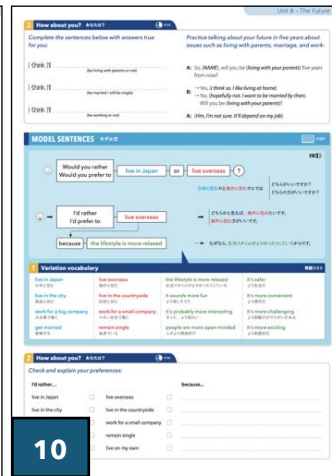 Unit 8 – The Future
2 How about you? あなたは?
Complete the sentences below with answers true
for you:
I think I'll
(be living with parents or not)
I think I'll
(be married / still be single)
I think I'll
(be working or not)
Practice talking about your future in five years about
issues such as living with parents, marriage, and work:
A: So, (NAME), will you be (living with your parents) five years
from now?
B: → Yes, (I think so. I like living at home).
→ No, (hopefully not. I want to be married by then).
Will you be (living with your parents)?
A: (Hm, I'm not sure. It'll depend on my job).
MODEL SENTENCES モデル文
Would you rather
Would you prefer to
live in Japan
or
live overseas
?
I'd rather
I'd prefer to
live overseas
because
the lifestyle is more relaxed
1 Variation vocabulary
live in Japan
live overseas
the lifestyle is more relaxed
it's safer
live in the city
live in the countryside
it sounds more fun
it's more convenient
work for a big company
work for a small company
it's probably more interesting
it's more challenging
get married
remain single
people are more open-minded
it's more exciting
2 How about you? あなたは?
Check and explain your preferences:
I'd rather...
because...
live in Japan
live overseas
live in the city
live in the countryside
work for a small company
remain single
live on my own
10